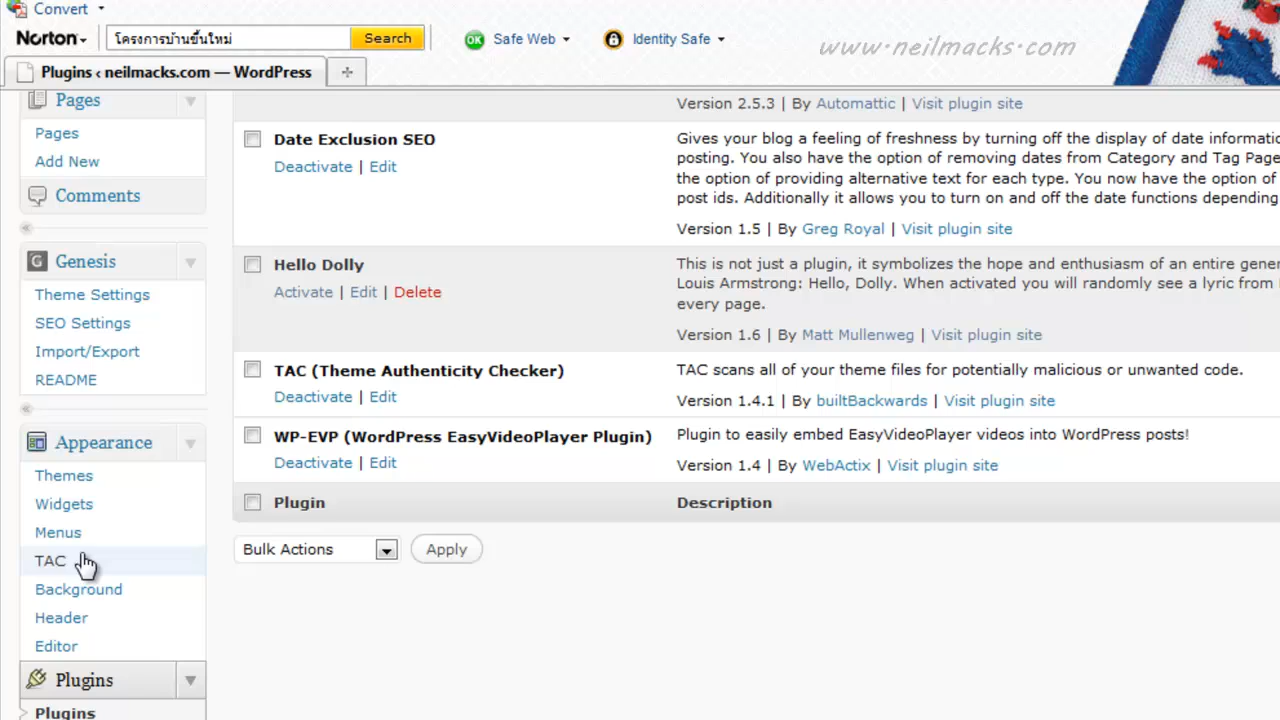 Convert
Norton
โครงการบ้านขึ้นใหม่
Search
OK
Safe Web
Identity Safe
www.neilmacks.com
Plugins ‹ neilmacks.com — WordPress
Pages
Pages
Add New
Comments
G Genesis
Theme Settings
SEO Settings
Import/Export
README
Appearance
Themes
Widgets
Menus
TAC
Background
Header
Editor
Plugins
Plugins
Version 2.5.3 | By Automattic | Visit plugin site
Date Exclusion SEO
Deactivate | Edit
Gives your blog a feeling of freshness by turning off the display of date informati
posting. You also have the option of removing dates from Category and Tag Page
the option of providing alternative text for each type. You now have the option of
post ids. Additionally it allows you to turn on and off the date functions depending
Version 1.5 | By Greg Royal | Visit plugin site
Hello Dolly
Activate | Edit | Delete
This is not just a plugin, it symbolizes the hope and enthusiasm of an entire gener
Louis Armstrong: Hello, Dolly. When activated you will randomly see a lyric from
every page.
Version 1.6 | By Matt Mullenweg | Visit plugin site
TAC (Theme Authenticity Checker)
Deactivate | Edit
TAC scans all of your theme files for potentially malicious or unwanted code.
Version 1.4.1 | By builtBackwards | Visit plugin site
WP-EVP (WordPress EasyVideoPlayer Plugin)
Deactivate | Edit
Plugin to easily embed EasyVideoPlayer videos into WordPress posts!
Version 1.4 | By WebActix | Visit plugin site
Plugin
Description
Bulk Actions
Apply